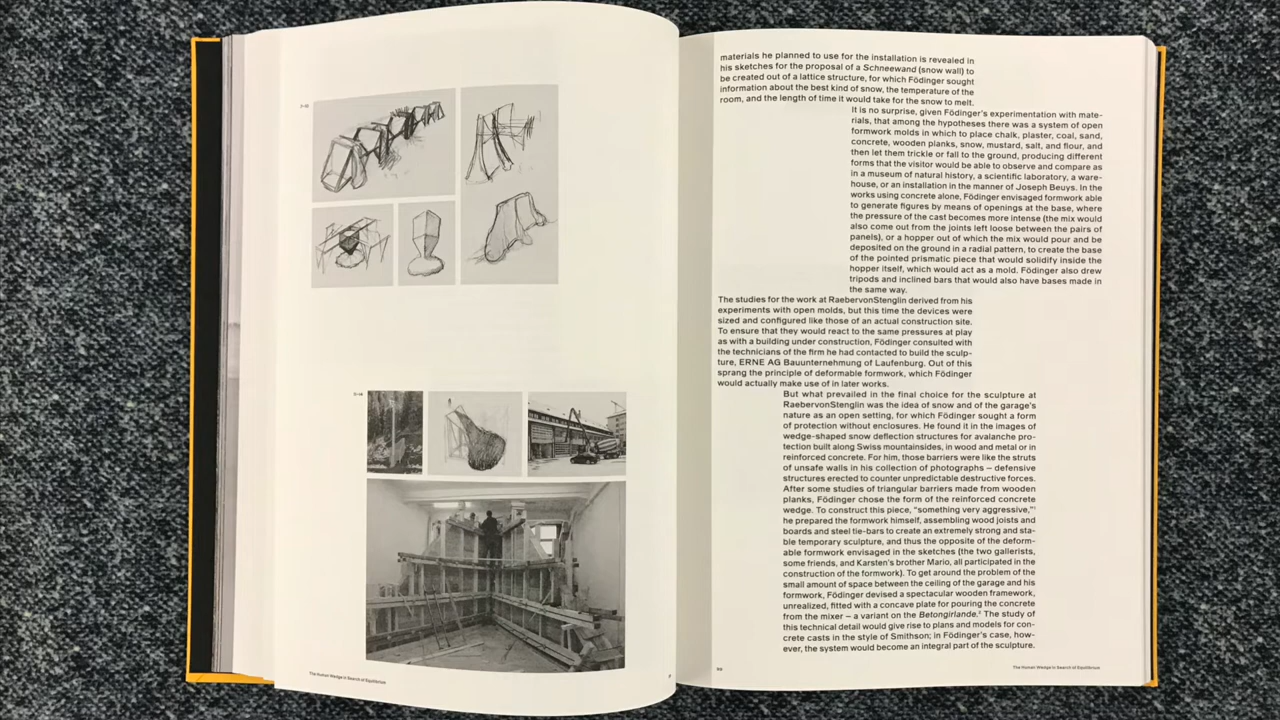 The Human Wedge in Search of Equilibrium
materials he planned to use for the installation is revealed in
his sketches for the proposal of a Schneewand (snow wall) to
be created out of a lattice structure, for which Födinger sought
information about the best kind of snow, the temperature of the
room, and the length of time it would take for the snow to melt.
It is no surprise, given Födinger's experimentation with mate-
rials, that among the hypotheses there was a system of open
formwork molds in which to place chalk, plaster, coal, sand,
concrete, wooden planks, snow, mustard, salt, and flour, and
then let them trickle or fall to the ground, producing different
forms that the visitor would be able to observe and compare as
in a museum of natural history, a scientific laboratory, a ware-
house, or an installation in the manner of Joseph Beuys. In the
works using concrete alone, Födinger envisaged formwork able
to generate figures by means of openings at the base, where
the pressure of the cast becomes more intense (the mix would
also come out from the joints left loose between the pairs of
panels), or a hopper out of which the mix would pour and be
deposited on the ground in a radial pattern, to create the base
of the pointed prismatic piece that would solidify inside the
hopper itself, which would act as a mold. Födinger also drew
tripods and inclined bars that would also have bases made in
the same way.
The studies for the work at RaebervonStenglin derived from his
experiments with open molds, but this time the devices were
sized and configured like those of an actual construction site.
To ensure that they would react to the same pressures at play
as with a building under construction, Födinger consulted with
the technicians of the firm he had contacted to build the sculp-
ture, ERNE AG Bauunternehmung of Laufenburg. Out of this
sprang the principle of deformable formwork, which Födinger
would actually make use of in later works.
But what prevailed in the final choice for the sculpture at
RaebervonStenglin was the idea of snow and of the garage's
nature as an open setting, for which Födinger sought a form
of protection without enclosures. He found it in the images of
wedge-shaped snow deflection structures for avalanche pro-
tection built along Swiss mountainsides, in wood and metal or in
reinforced concrete. For him, those barriers were like the struts
of unsafe walls in his collection of photographs – defensive
structures erected to counter unpredictable destructive forces.
After some studies of triangular barriers made from wooden
planks, Födinger chose the form of the reinforced concrete
wedge. To construct this piece, “something very aggressive,”¹
he prepared the formwork himself, assembling wood joists and
boards and steel tie-bars to create an extremely strong and sta-
ble temporary sculpture, and thus the opposite of the deform-
able formwork envisaged in the sketches (the two gallerists,
some friends, and Karsten's brother Mario, all participated in the
construction of the formwork). To get around the problem of the
small amount of space between the ceiling of the garage and his
formwork, Födinger devised a spectacular wooden framework,
unrealized, fitted with a concave plate for pouring the concrete
from the mixer – a variant on the Betongirlande.² The study of
this technical detail would give rise to plans and models for con-
crete casts in the style of Smithson; in Födinger's case, how-
ever, the system would become an integral part of the sculpture.
The Human Wedge in Search of Equilibrium